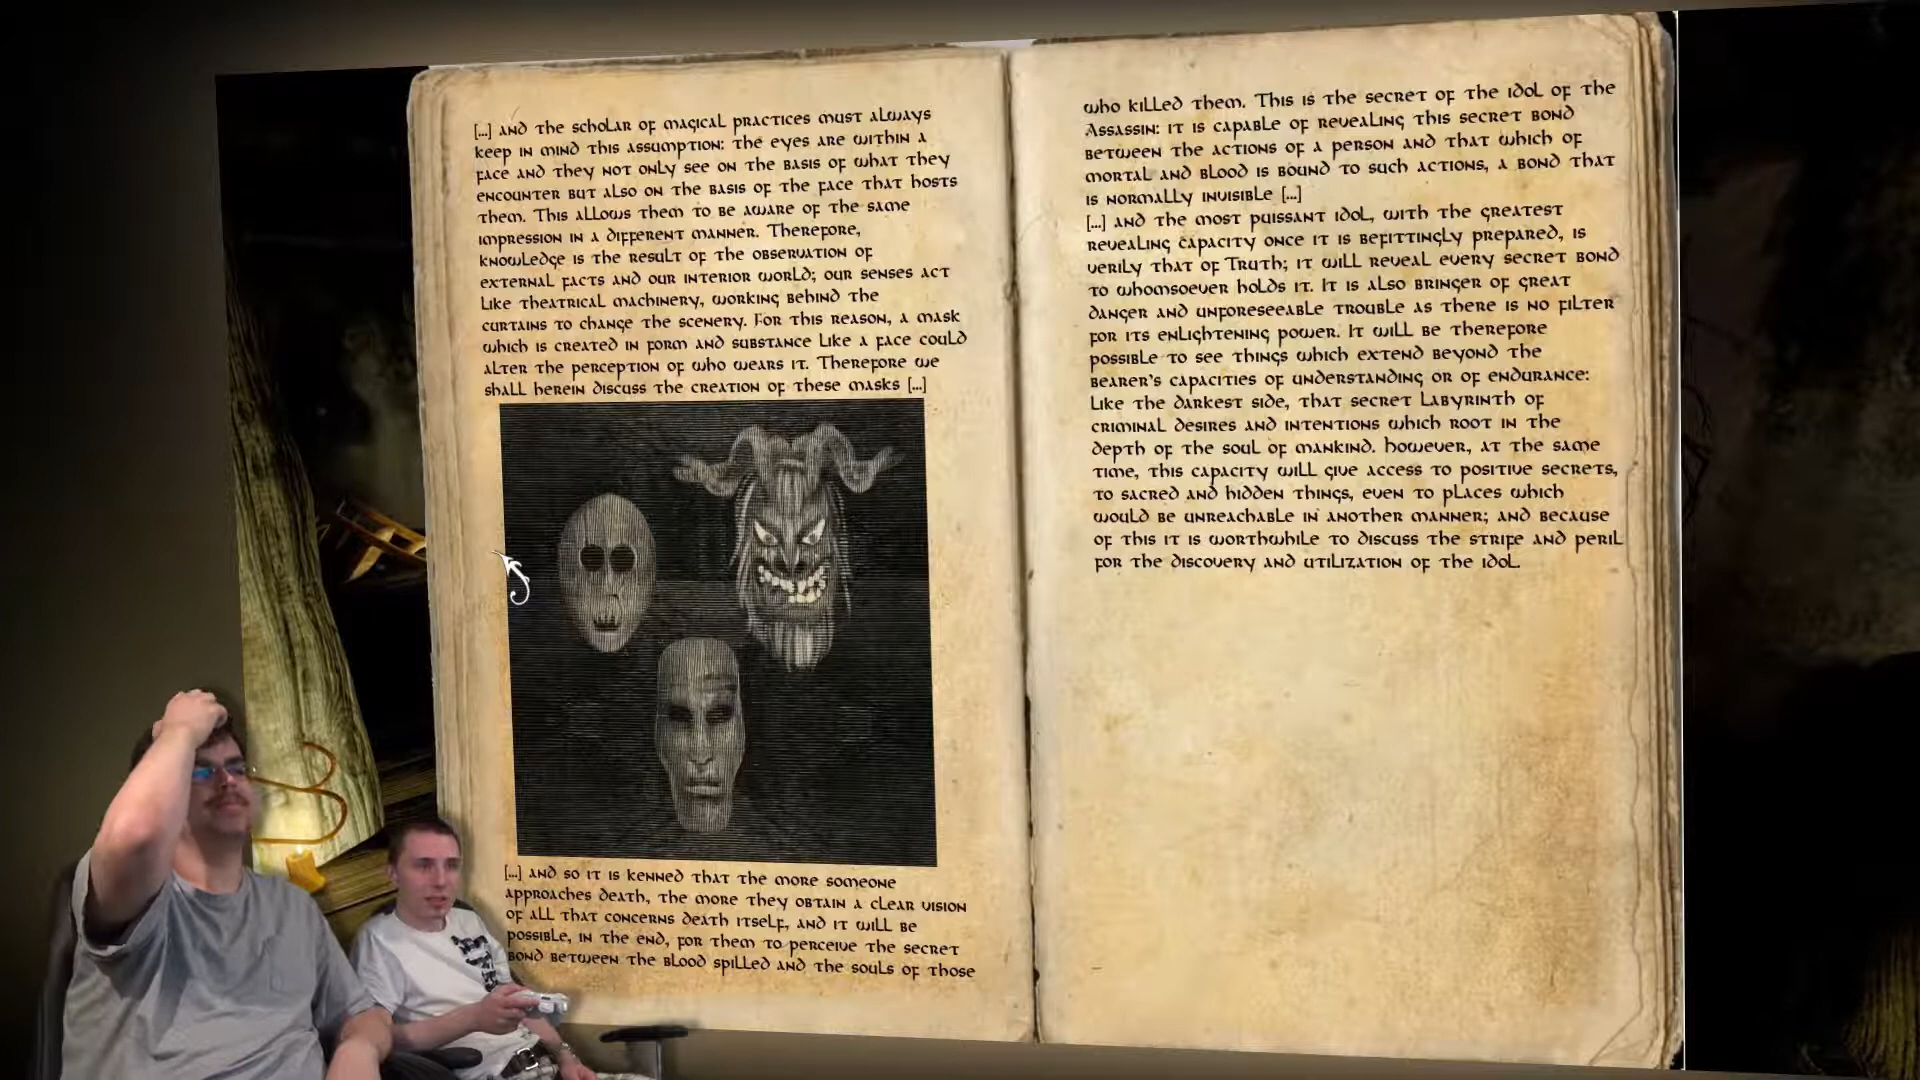 [...] and the scholar of magical practices must always
keep in mind this assumption: the eyes are within a
face and they not only see on the basis of what they
encounter but also on the basis of the face that hosts
them. This allows them to be aware of the same
impression in a different manner. Therefore,
knowledge is the result of the observation of
external facts and our interior world; our senses act
like theatrical machinery, working behind the
curtains to change the scenery. For this reason, a mask
which is created in form and substance like a face could
alter the perception of who wears it. Therefore we
shall herein discuss the creation of these masks [...]
[...] and so it is kenned that the more someone
approaches death, the more they obtain a clear vision
of all that concerns death itself, and it will be
possible, in the end, for them to perceive the secret
bond between the blood spilled and the souls of those
who killed them. This is the secret of the idol of the
Assassin: it is capable of revealing this secret bond
between the actions of a person and that which of
mortal and blood is bound to such actions, a bond that
is normally invisible [...]
[...] and the most puissant idol, with the greatest
revealing capacity once it is befittingly prepared, is
verily that of Truth; it will reveal every secret bond
to whomsoever holds it. It is also bringer of great
danger and unforeseeable trouble as there is no filter
for its enlightening power. It will be therefore
possible to see things which extend beyond the
bearer's capacities of understanding or of endurance:
like the darkest side, that secret labyrinth of
criminal desires and intentions which root in the
depth of the soul of mankind. However, at the same
time, this capacity will give access to positive secrets,
to sacred and hidden things, even to places which
would be unreachable in another manner; and because
of this it is worthwhile to discuss the strife and peril
for the discovery and utilization of the idol.